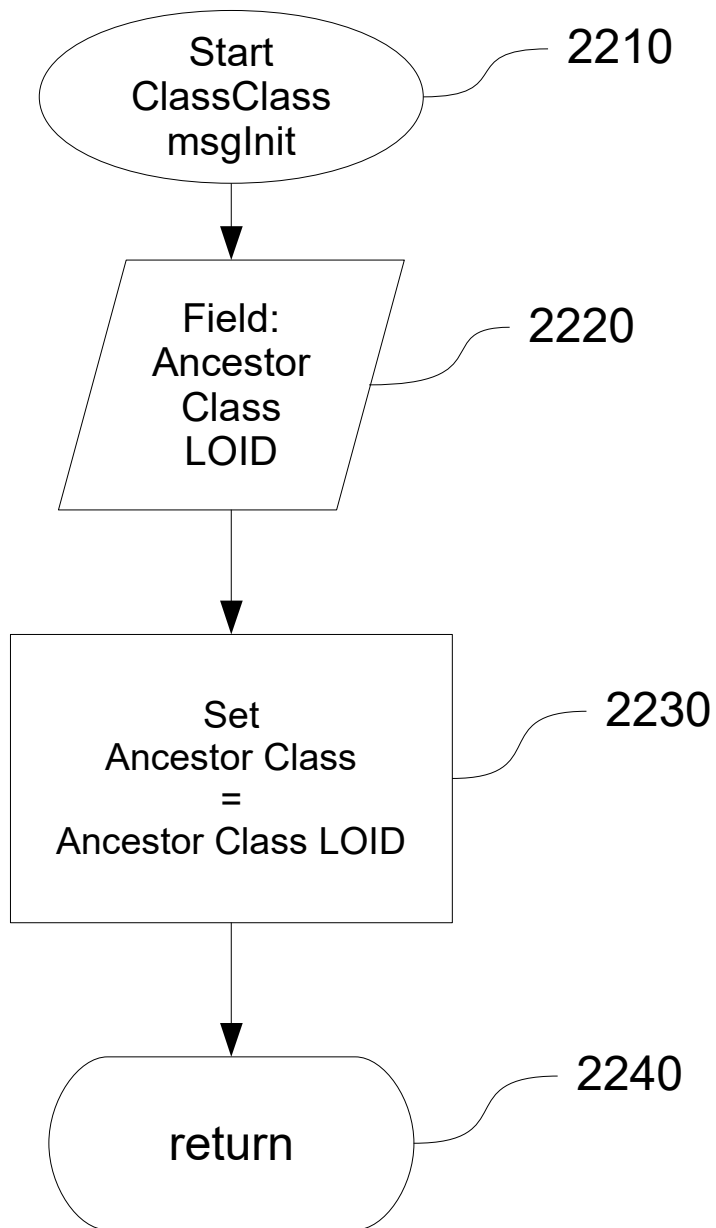 Start
ClassClass
msgInit
2210
Field:
Ancestor
Class
LOID
2220
Set
Ancestor Class
=
Ancestor Class LOID
2230
return
2240